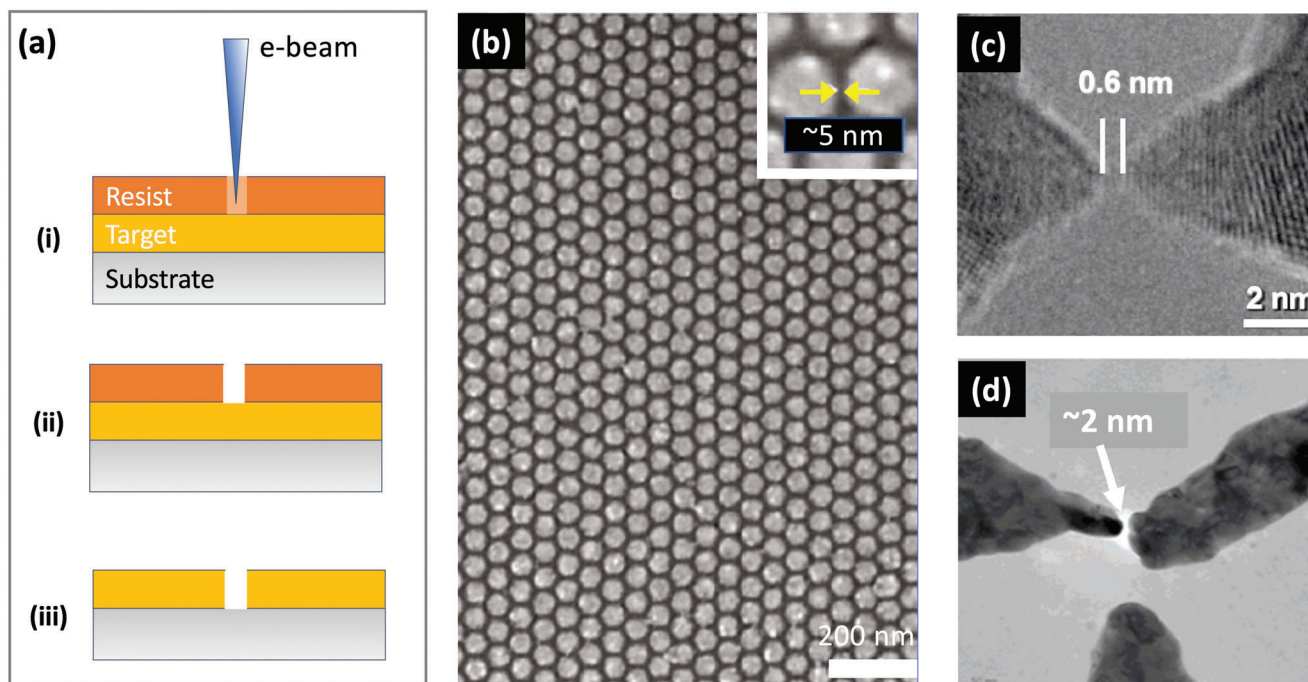 (a)
e-beam
Resist
Target
(i)
Substrate
(ii)
(iii)
(b)
~5 nm
200 nm
(c)
0.6 nm
2 nm
(d)
~2 nm